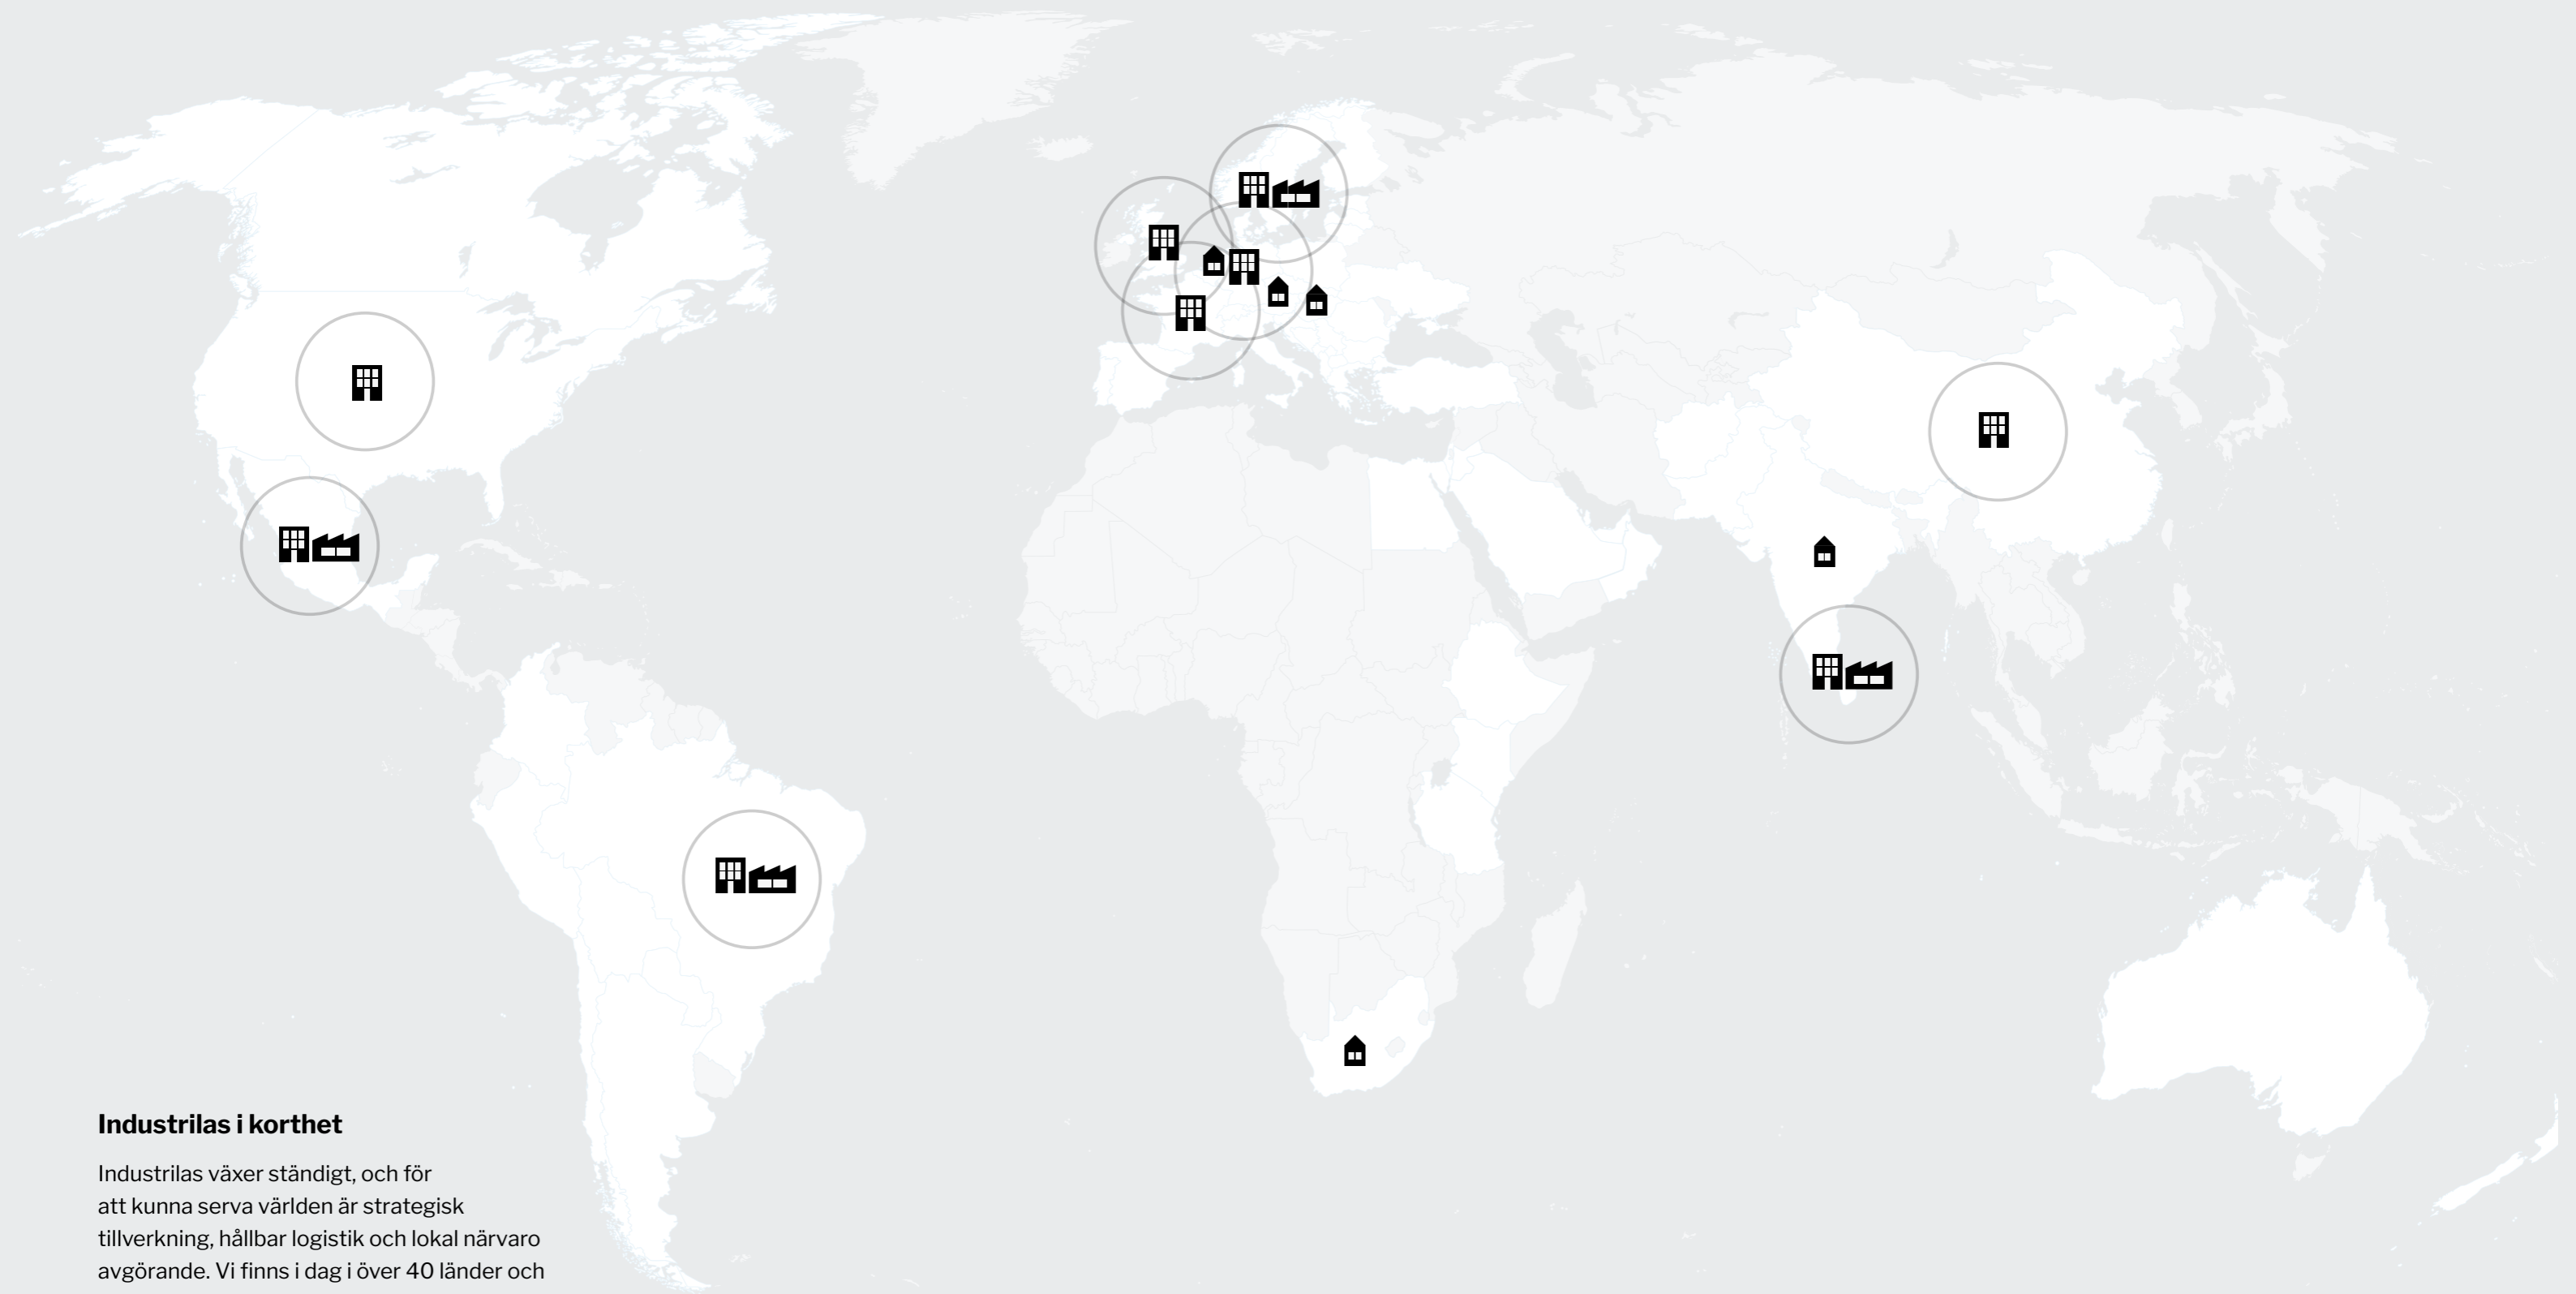 Industrilas i korthet
Industrilas växer ständigt, och för
att kunna serva världen är strategisk
tillverkning, hållbar logistik och lokal närvaro
avgörande. Vi finns i dag i över 40 länder och